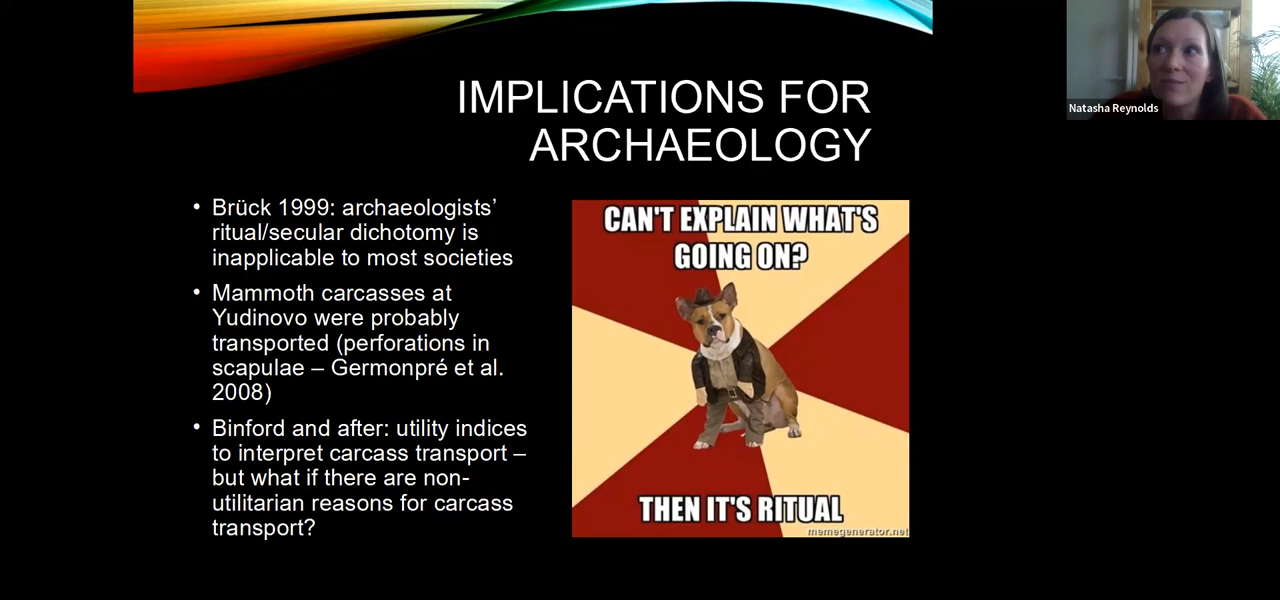 IMPLICATIONS FOR
ARCHAEOLOGY
• Brück 1999: archaeologists’
ritual/secular dichotomy is
inapplicable to most societies
• Mammoth carcasses at
Yudinovo were probably
transported (perforations in
scapulae – Germonpré et al.
2008)
• Binford and after: utility indices
to interpret carcass transport –
but what if there are non-
utilitarian reasons for carcass
transport?
CAN'T EXPLAIN WHAT'S
GOING ON?
THEN IT'S RITUAL
memegenerator.net
Natasha Reynolds